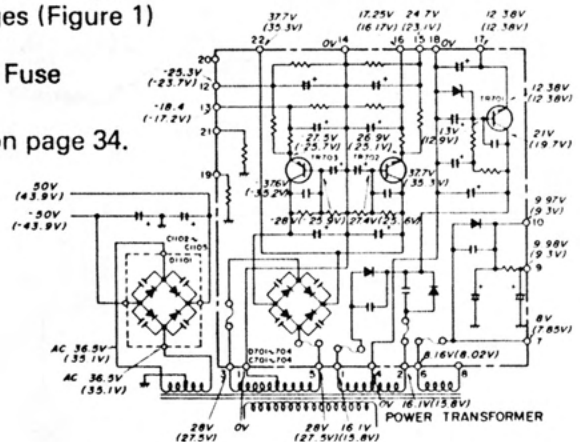 ges (Figure 1)
Fuse
n page 34.
37.7V
(35.3V)
22
0V
14
17.25V
(16.17V)
16
24.7V
(23.1V)
15
18
0V
12.38V
(12.38V)
17
20
-25.3V
(-23.7V)
12
13
-18.4
(-17.2V)
21
19
TR701
12.38V
(12.38V)
21V
(19.7V)
-27.5V
(-25.7V)
TR703
26.9V
(25.1V)
TR702
13V
(12.9V)
37.7V
(35.3V)
-37.6V
(-35.2V)
-28V(-25.9V)
27.4V(25.6V)
50V
(43.9V)
-50V
(-43.9V)
C1102~
C1105
D1101
9.97V
(9.3V)
10
9.98V
(9.3V)
9
8V
(7.85V)
7
AC 36.5V
(35.1V)
AC 36.5V
(35.1V)
D701~704
C701~704
8.16V(8.02V)
3
5
1
4
2
6
8
28V
(27.5V)
0V
28V
(27.5V)
16.1V
(15.8V)
0V
16.1V(15.8V)
POWER TRANSFORMER